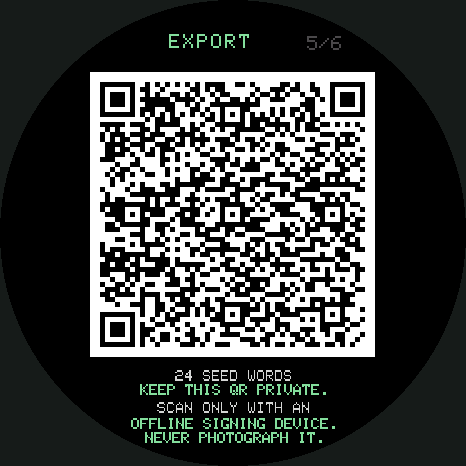 EXPORT 5/6
24 SEED WORDS
KEEP THIS QR PRIVATE.
SCAN ONLY WITH AN
OFFLINE SIGNING DEVICE.
NEVER PHOTOGRAPH IT.